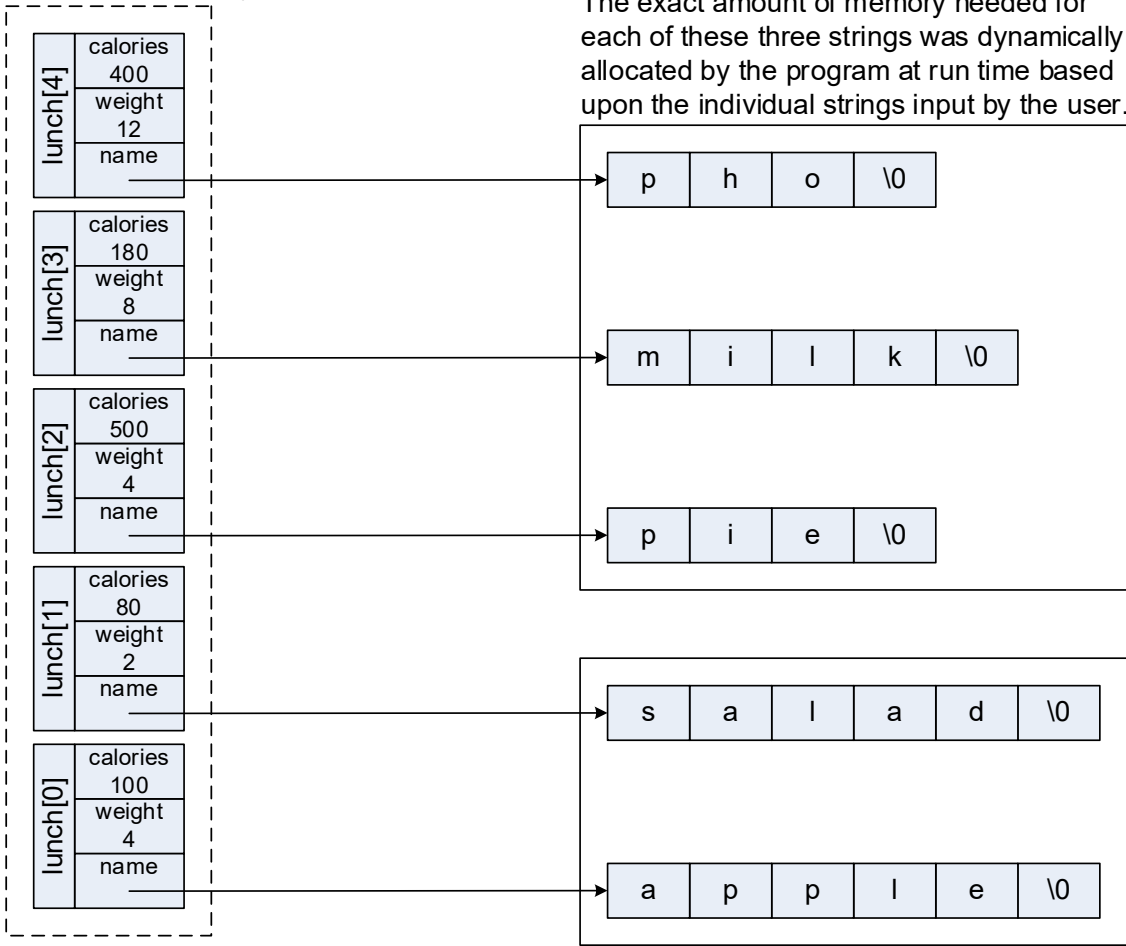 The exact amount of memory needed for
each of these three strings was dynamically
allocated by the program at run time based
upon the individual strings input by the user.
lunch[4]
calories
400
weight
12
name
p h o \0
lunch[3]
calories
180
weight
8
name
m i l k \0
lunch[2]
calories
500
weight
4
name
p i e \0
lunch[1]
calories
80
weight
2
name
s a l a d \0
lunch[0]
calories
100
weight
4
name
a p p l e \0